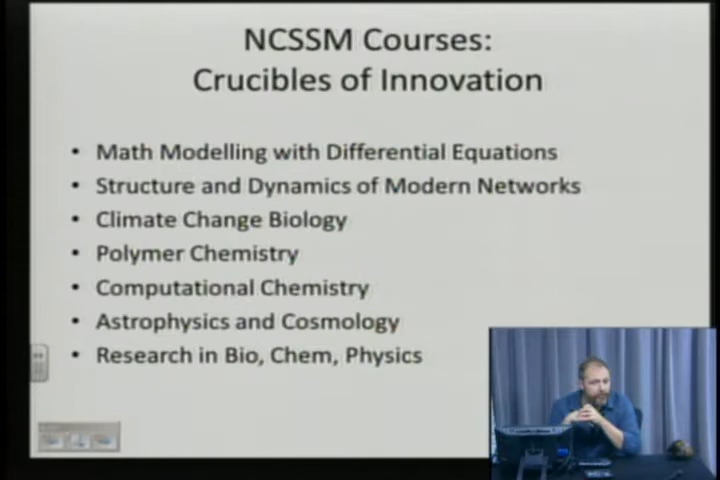 NCSSM Courses:
Crucibles of Innovation
• Math Modelling with Differential Equations
• Structure and Dynamics of Modern Networks
• Climate Change Biology
• Polymer Chemistry
• Computational Chemistry
• Astrophysics and Cosmology
• Research in Bio, Chem, Physics